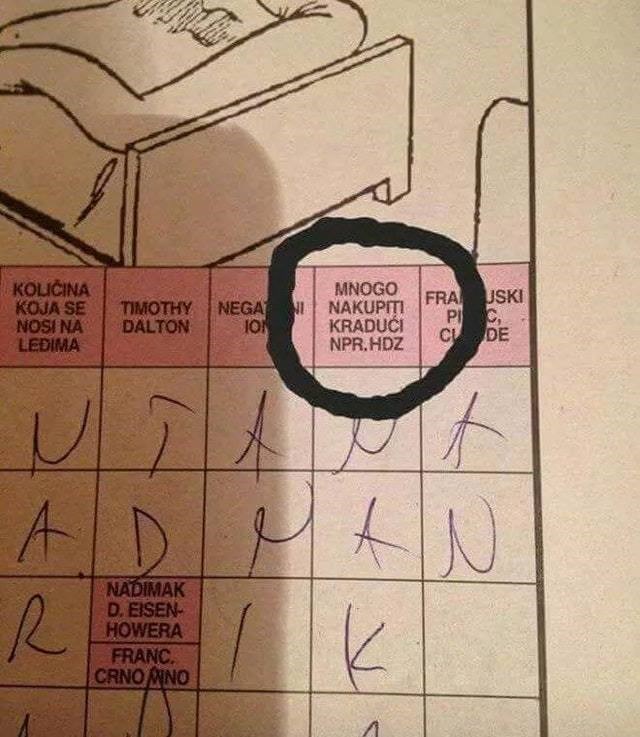 KOLIČINA
KOJA SE
NOSI NA
LEĐIMA
TIMOTHY
DALTON
ION
MNOGO
NAKUPITI
KRADUĆI
NPR. HDZ
N T A N A
A D N A N
R
NADIMAK
D. EISEN-
HOWERA
FRANC.
CRNO VINO
I K